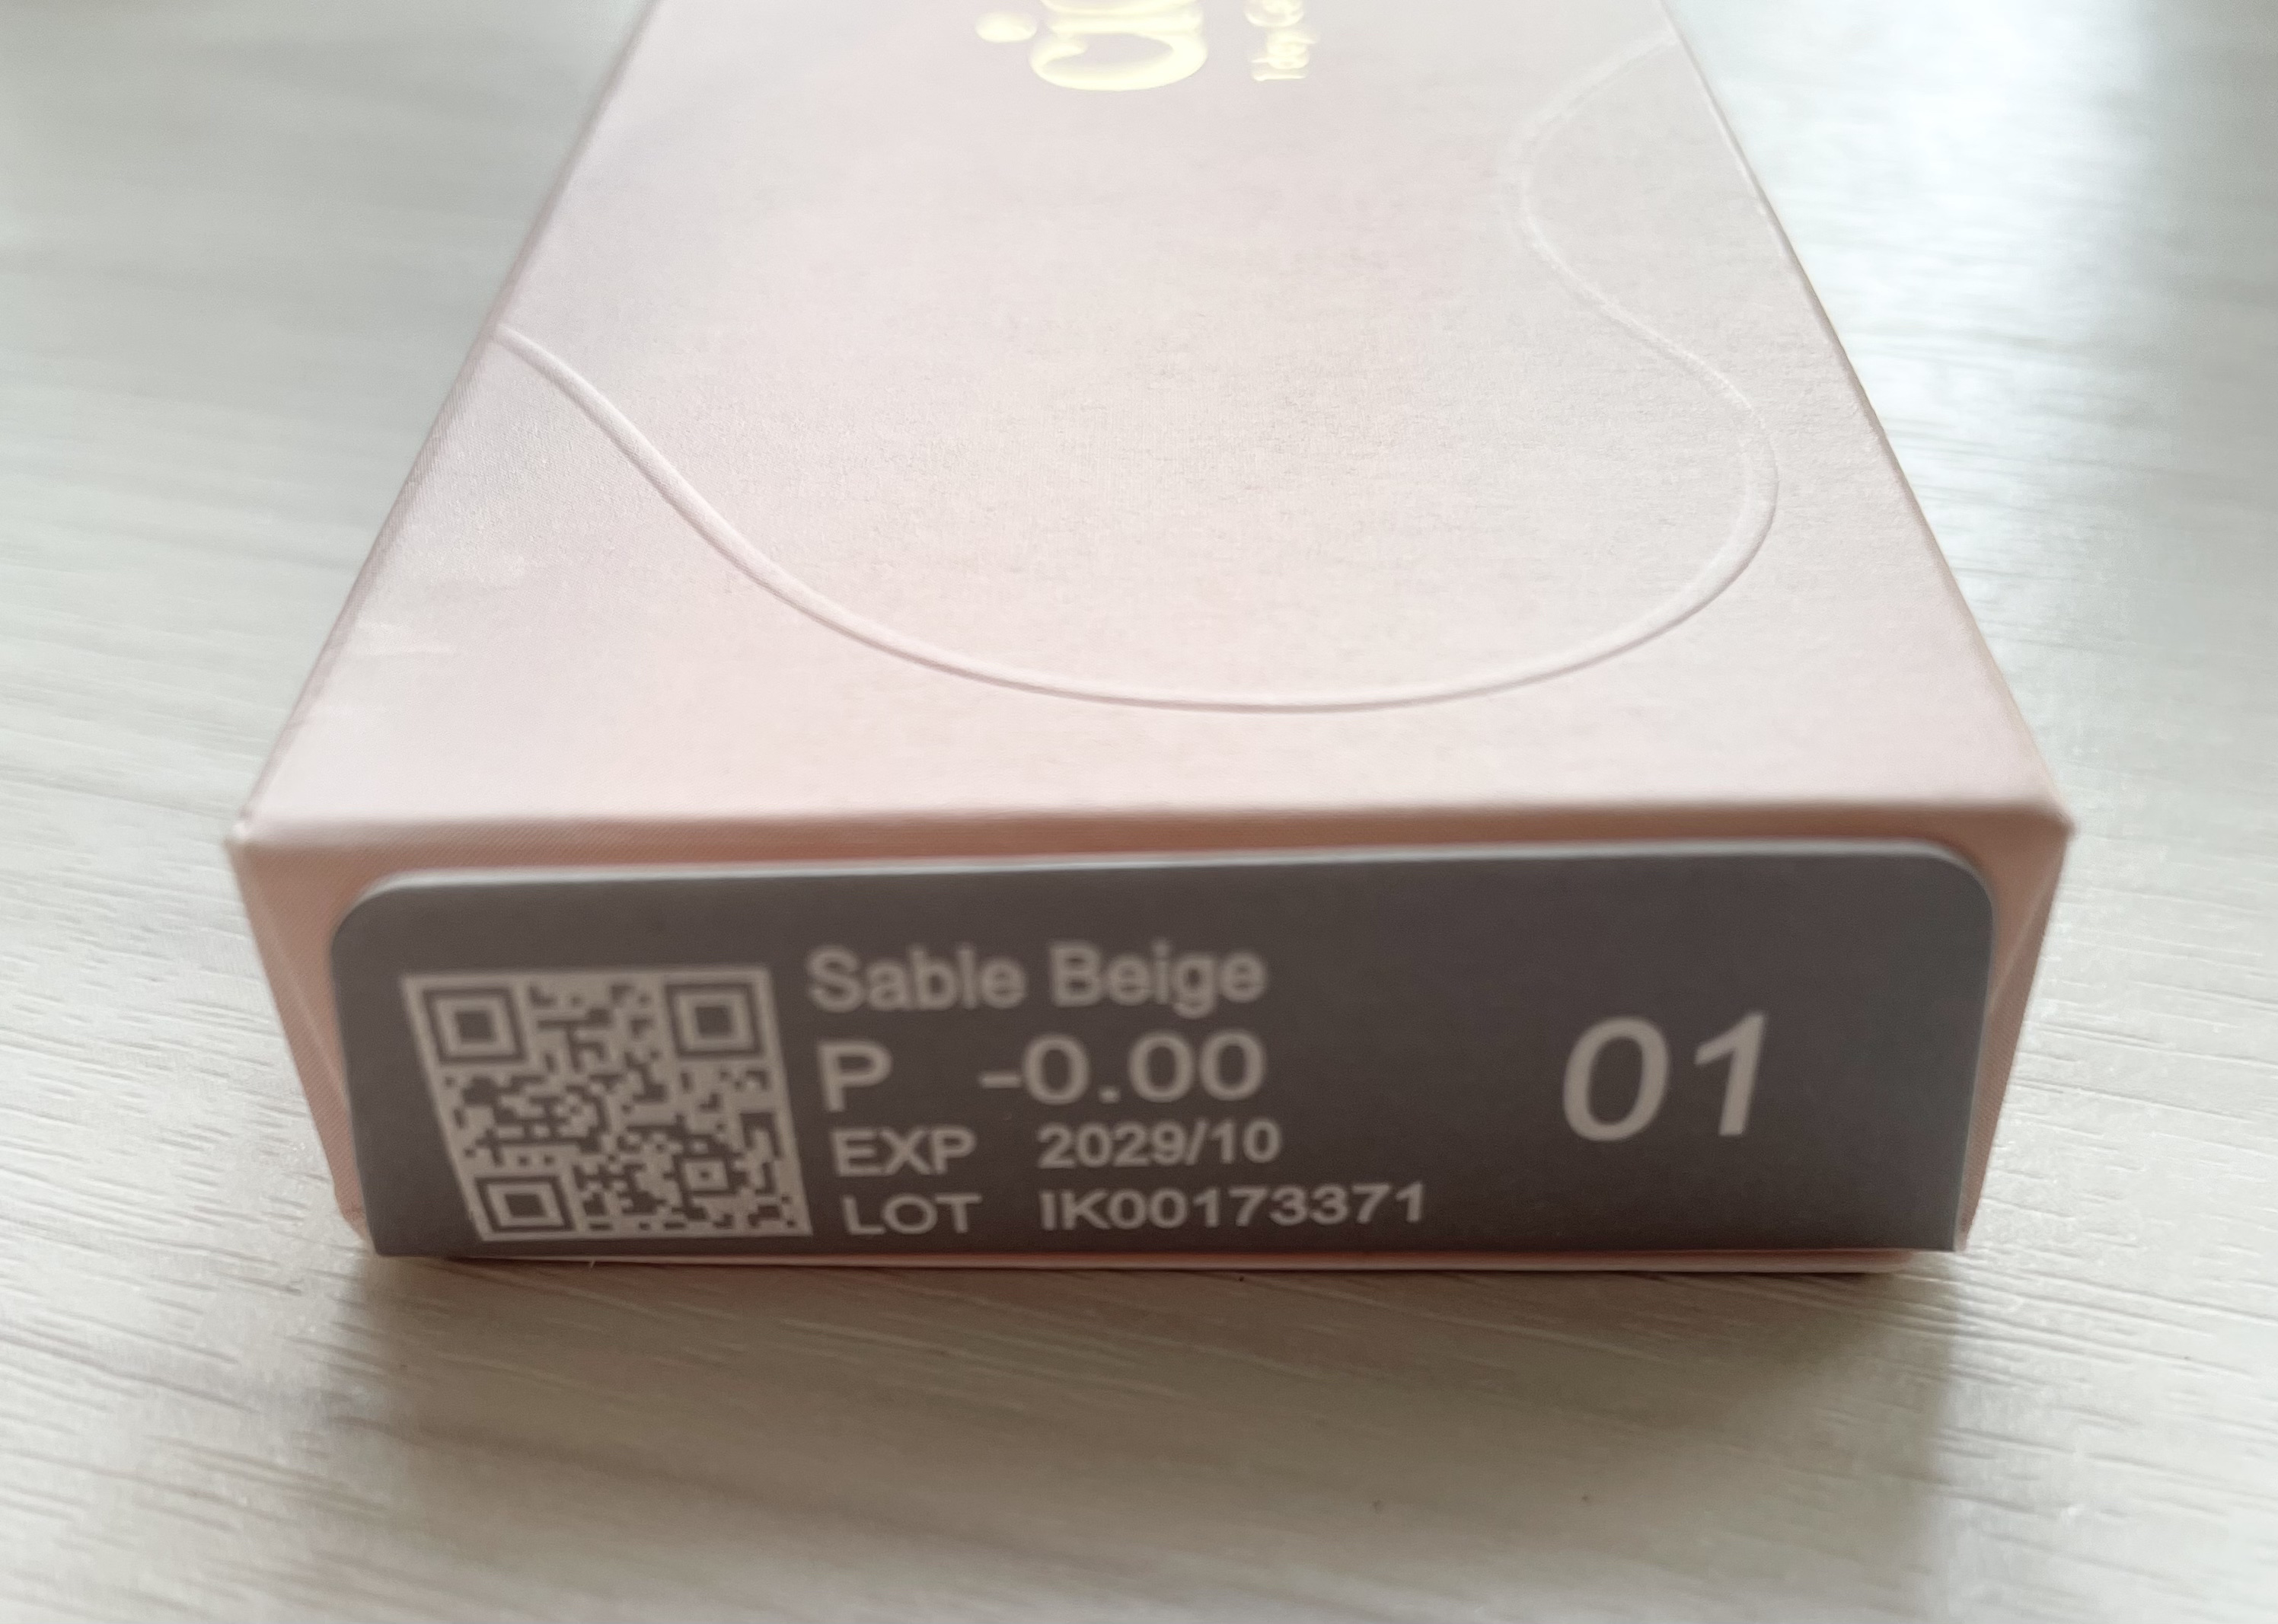 Sable Beige
P -0.00
EXP 2029/10
LOT IK00173371
01